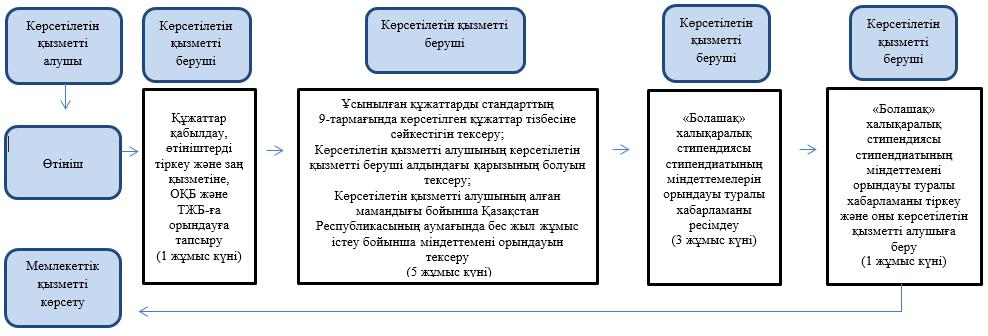 Көрсетілетін
қызметті
алушы
Көрсетілетін
қызметті
беруші
Көрсетілетін қызметті
беруші
Көрсетілетін
қызметті
беруші
Көрсетілетін
қызметті
беруші
Өтініш
Құжаттар
қабылдау,
өтініштерді
тіркеу және заң
қызметіне,
ОҚБ және
ТЖБ-ға
орындауға
тапсыру
(1 жұмыс күні)
Ұсынылған құжаттарды стандарттың
9-тармағында көрсетілген құжаттар тізбесіне
сәйкестігін тексеру;
Көрсетілетін қызметті алушының көрсетілетін
қызметті беруші алдындағы қарызының болуын
тексеру;
Көрсетілетін қызметті алушының алған
мамандығы бойынша Қазақстан
Республикасының аумағында бес жыл жұмыс
істеу бойынша міндеттемені орындауын
тексеру
(5 жұмыс күні)
«Болашақ»
халықаралық
стипендиясы
стипендиатының
міндеттемелерін
орындауы туралы
хабарламаны
ресімдеу
(3 жұмыс күні)
«Болашақ»
халықаралық
стипендиясы
стипендиатының
міндеттемені
орындауы туралы
хабарламаны тіркеу
және оны көрсетілетін
қызметті алушыға
беру
(1 жұмыс күні)
Мемлекеттік
қызметті
көрсету